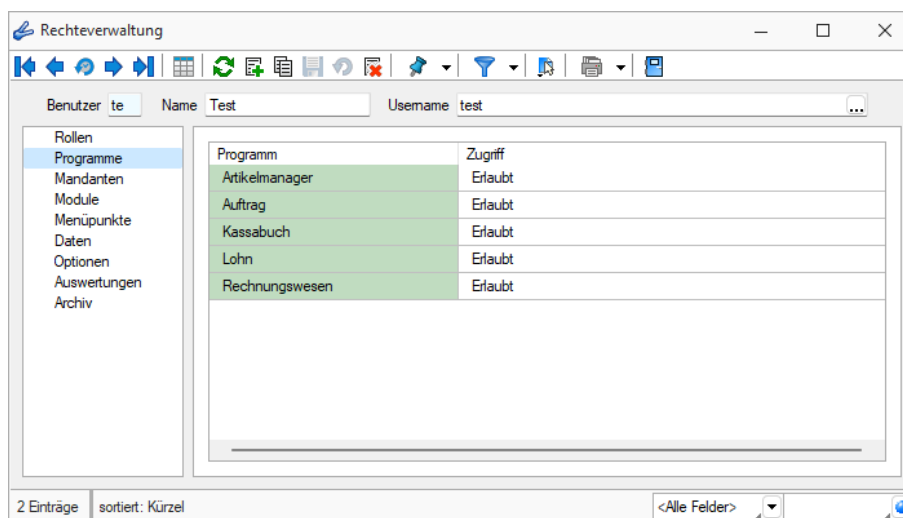 Rechteverwaltung
Benutzer te Name Test Username test ...
Rollen
Programme
Mandanten
Module
Menüpunkte
Daten
Optionen
Auswertungen
Archiv
Programm Zugriff
Artikelmanager Erlaubt
Auftrag Erlaubt
Kassabuch Erlaubt
Lohn Erlaubt
Rechnungswesen Erlaubt
2 Einträge sortiert: Kürzel <Alle Felder>